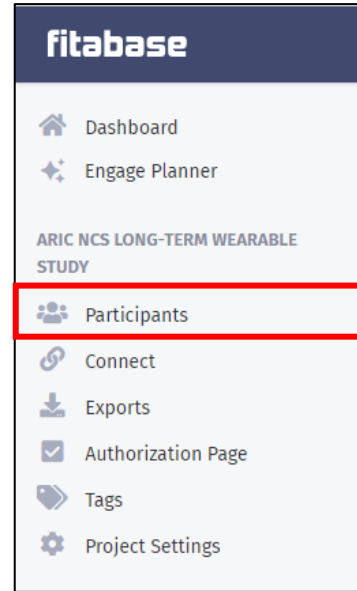 fitabase
Dashboard
Engage Planner
ARIC NCS LONG-TERM WEARABLE
STUDY
Participants
Connect
Exports
Authorization Page
Tags
Project Settings